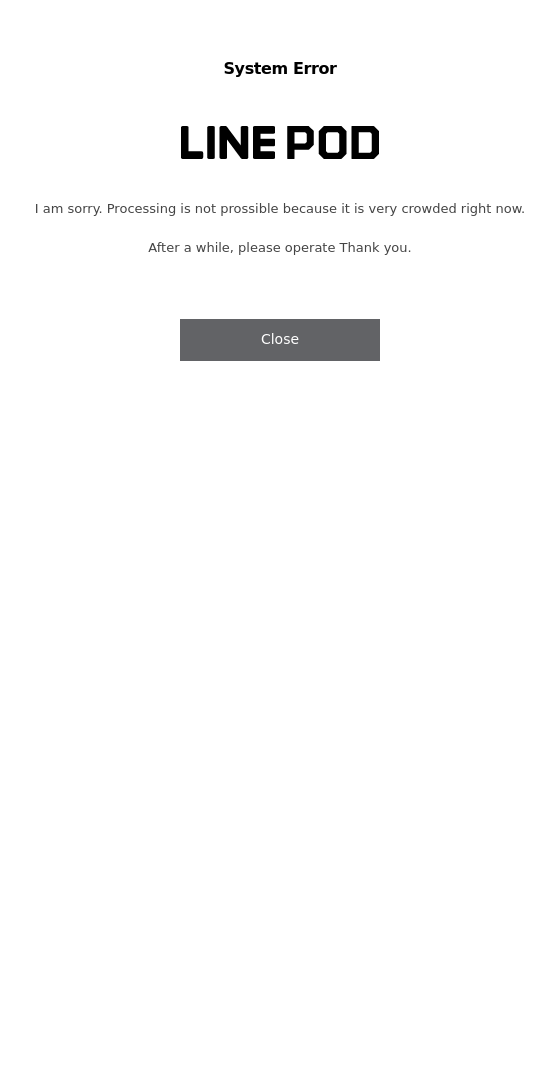 System Error
LINE POD
I am sorry. Processing is not prossible because it is very crowded right now.
After a while, please operate Thank you.
Close